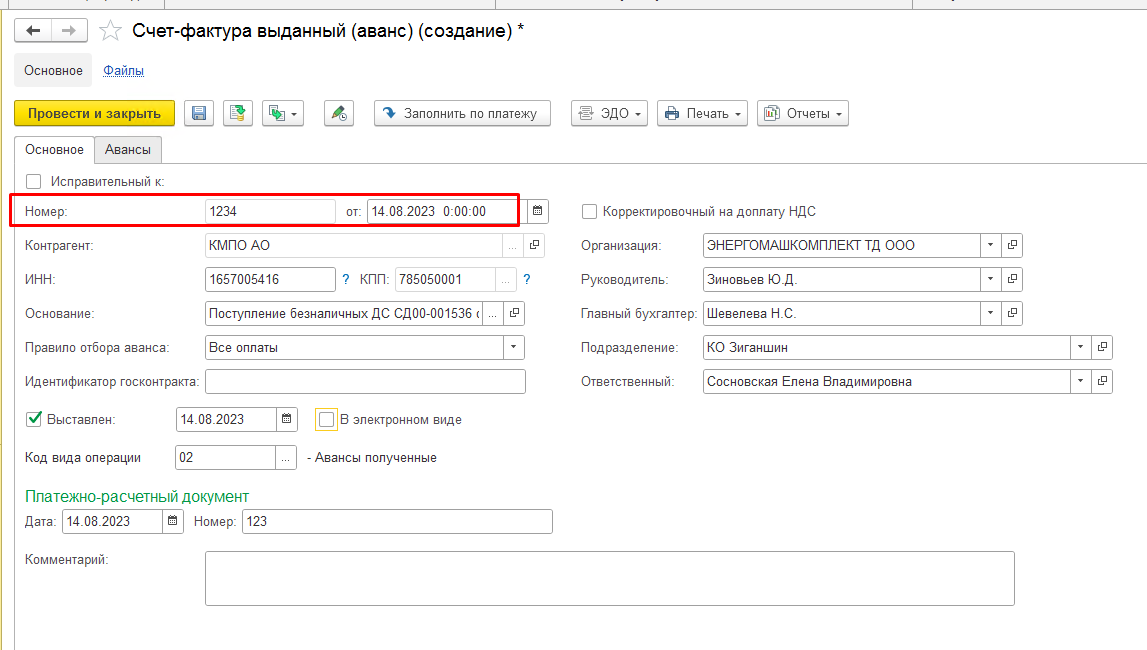 Счет-фактура выданный (аванс) (создание) *
Основное Файлы
Провести и закрыть Заполнить по платежу ЭДО Печать Отчеты
Основное Авансы
Исправительный к:
Номер: 1234 от: 14.08.2023 0:00:00 Корректировочный на доплату НДС
Контрагент: КМПО АО ... Организация: ЭНЕРГОМАШКОМПЛЕКТ ТД ООО
ИНН: 1657005416 ? КПП: 785050001 ... ? Руководитель: Зиновьев Ю.Д.
Основание: Поступление безналичных ДС СД00-001536 ... Главный бухгалтер: Шевелева Н.С.
Правило отбора аванса: Все оплаты Подразделение: КО Зиганшин
Идентификатор госконтракта: Ответственный: Сосновская Елена Владимировна
Выставлен: 14.08.2023 В электронном виде
Код вида операции 02 ... - Авансы полученные
Платежно-расчетный документ
Дата: 14.08.2023 Номер: 123
Комментарий: